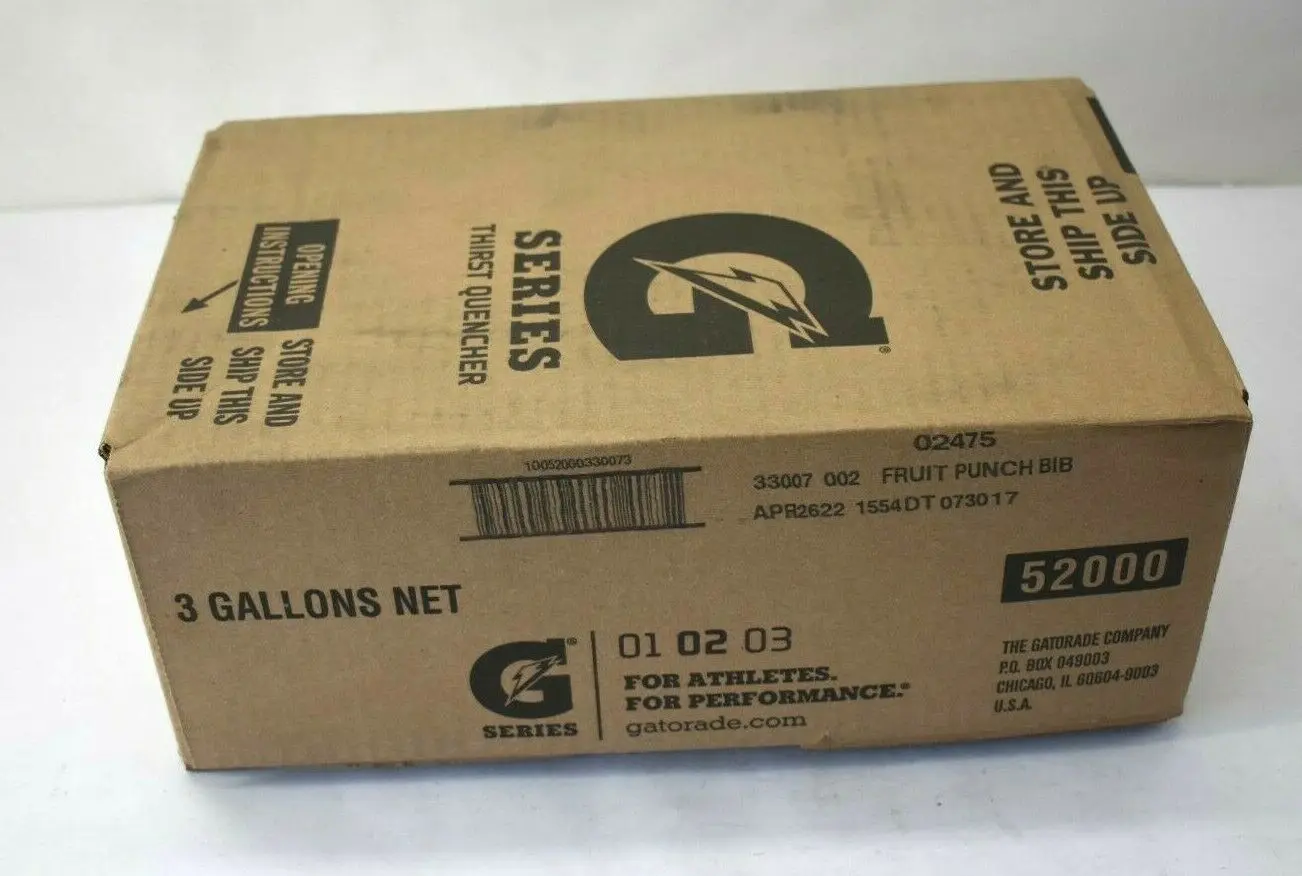 STORE AND
SHIP THIS
SIDE UP
G
®
SERIES
THIRST QUENCHER
OPENING
INSTRUCTIONS
STORE AND
SHIP THIS
SIDE UP
10052000330073
02475
33007 002 FRUIT PUNCH BIB
APR2622 1554DT 073017
3 GALLONS NET
52000
G®
SERIES
01 02 03
FOR ATHLETES.
FOR PERFORMANCE.®
gatorade.com
THE GATORADE COMPANY
P.O. BOX 049003
CHICAGO, IL 60604-9003
U.S.A.